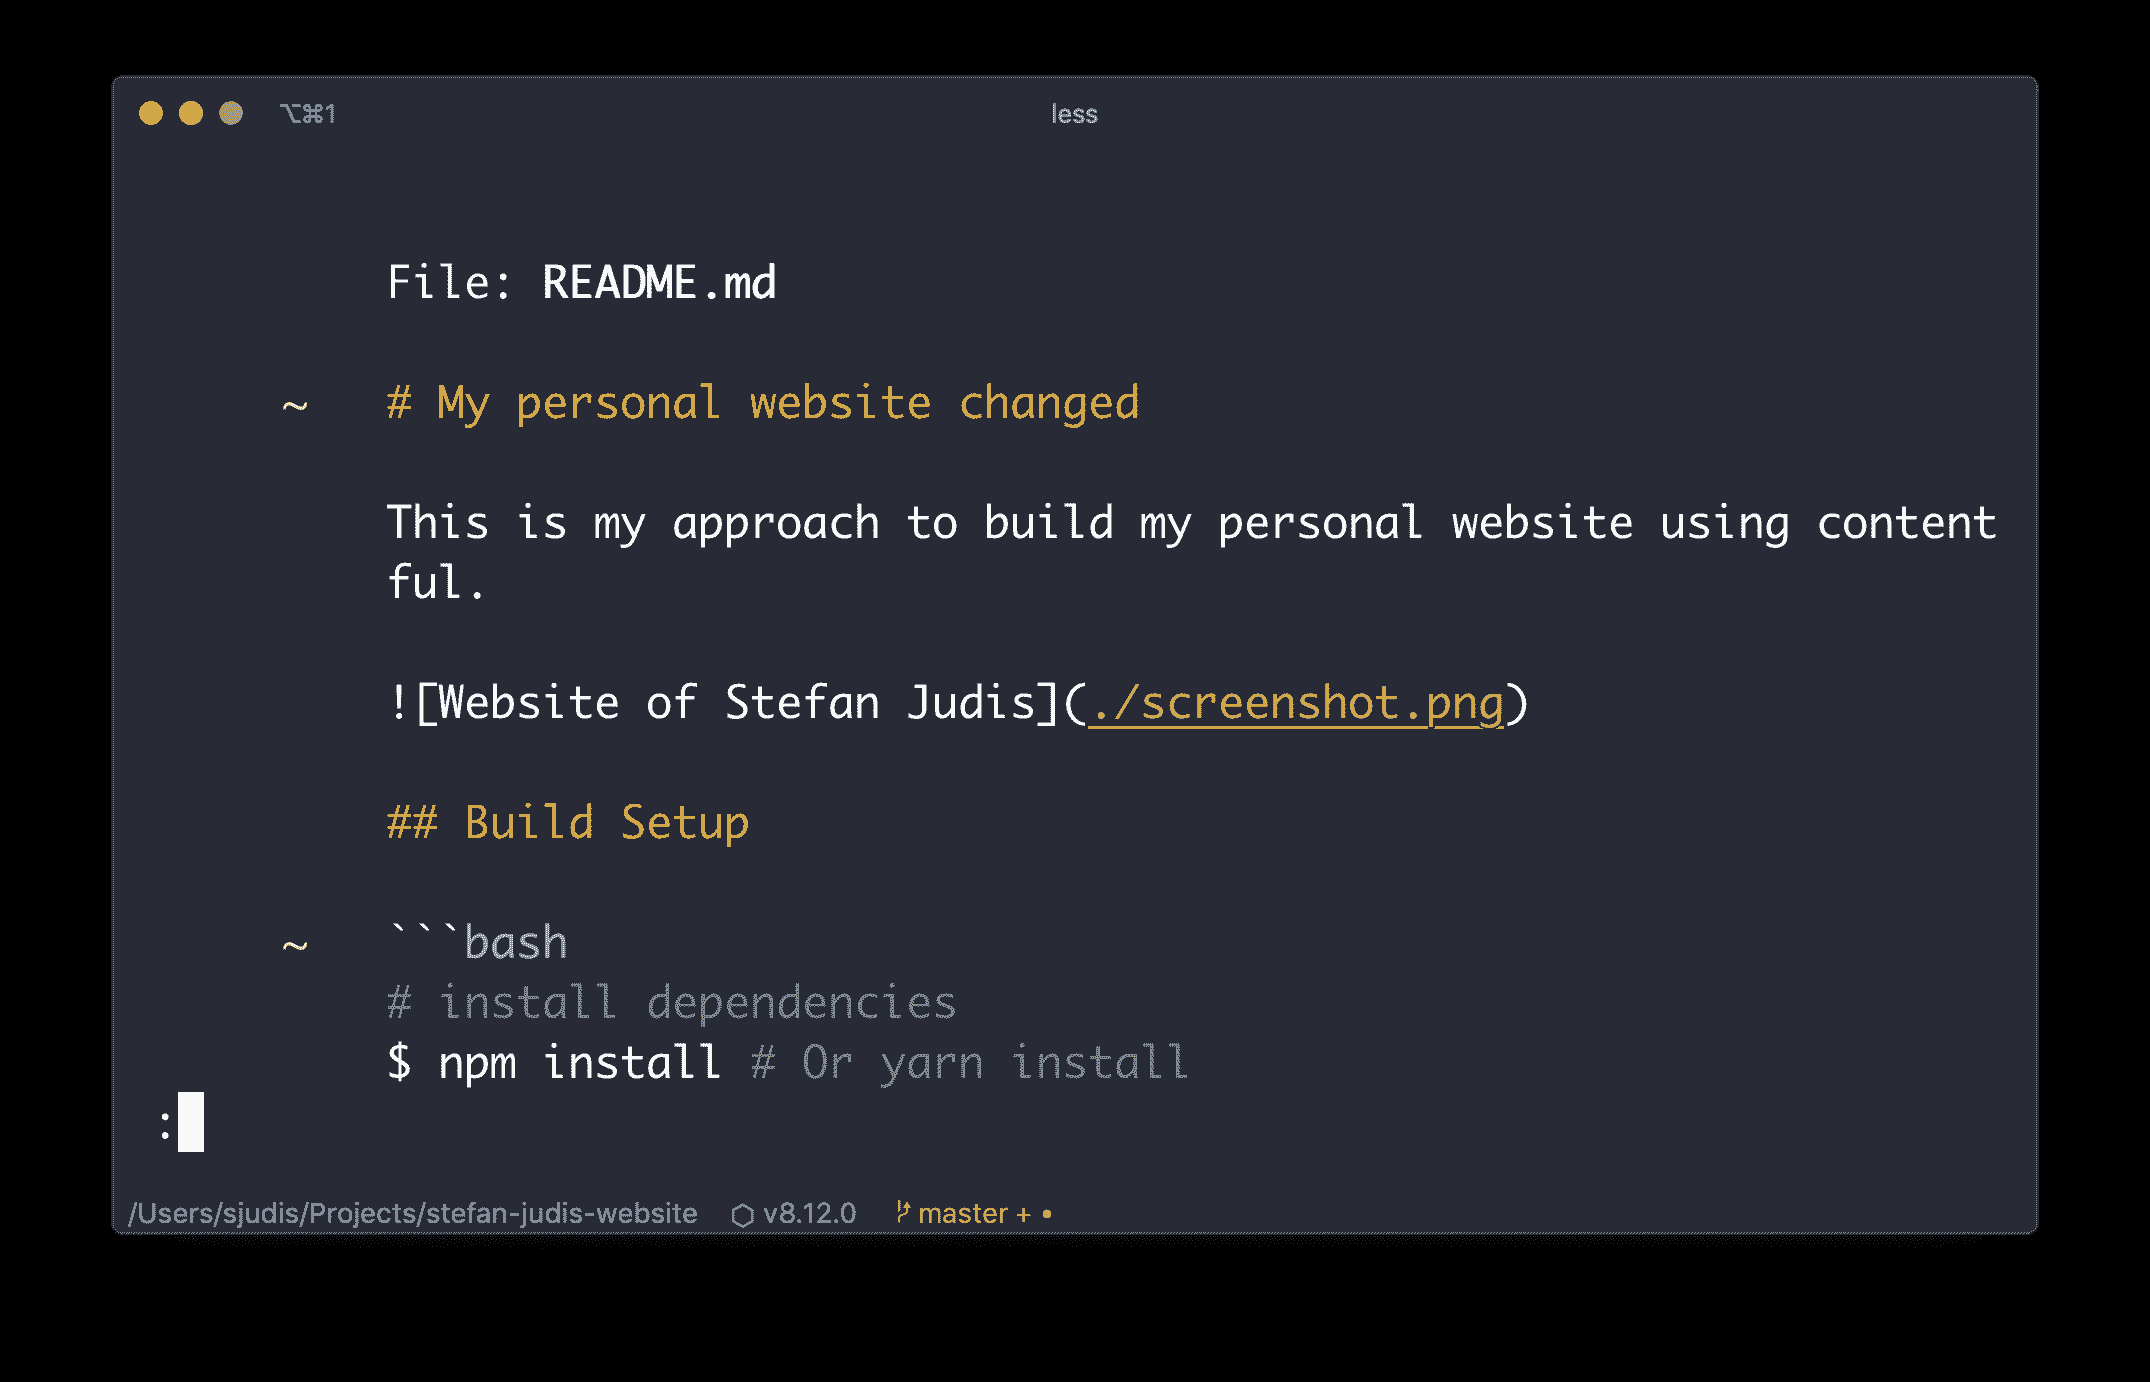 ⌥⌘1 less
File: README.md
~ # My personal website changed
This is my approach to build my personal website using content
ful.
![Website of Stefan Judis](./screenshot.png)
## Build Setup
~ ```bash
# install dependencies
$ npm install # Or yarn install
:
/Users/sjudis/Projects/stefan-judis-website ⬡ v8.12.0 master + •